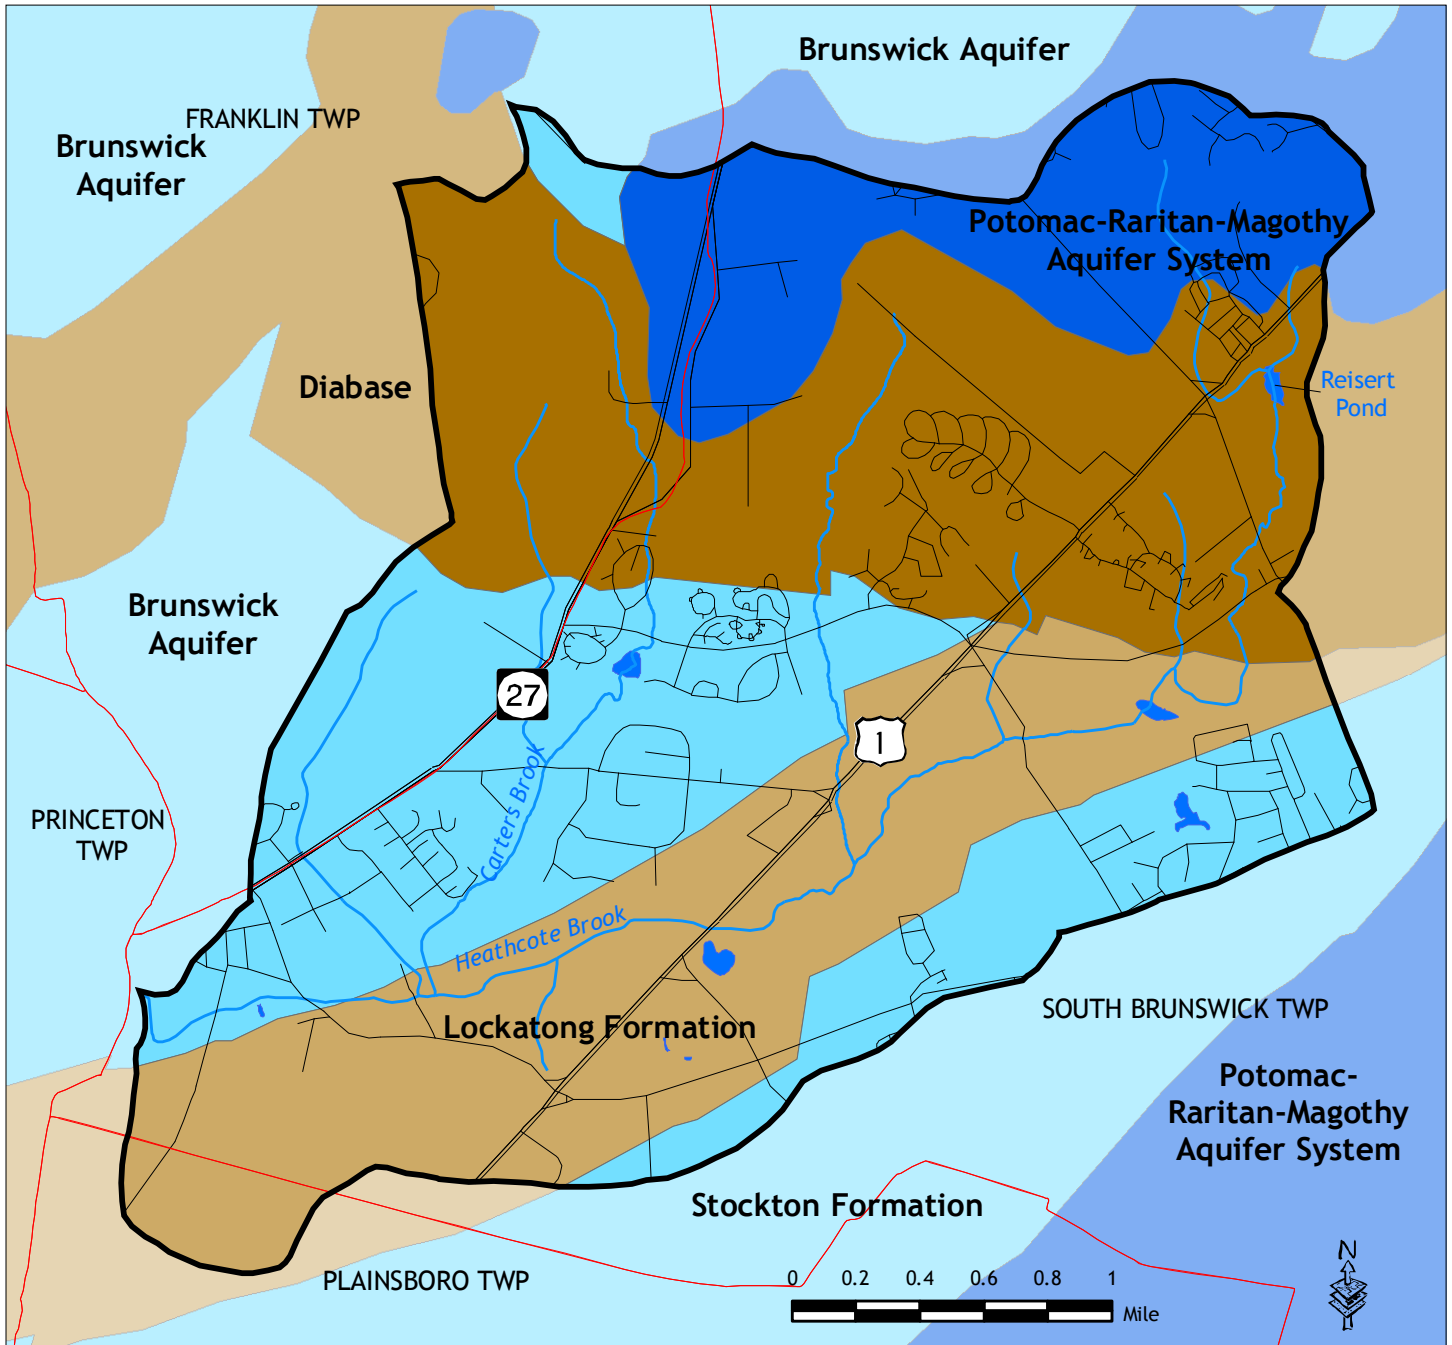 Brunswick Aquifer
FRANKLIN TWP
Brunswick
Aquifer
Potomac-Raritan-Magothy
Aquifer System
Diabase
Reisert
Pond
Brunswick
Aquifer
27
1
Carters Brook
PRINCETON
TWP
Heathcote Brook
Lockatong Formation
SOUTH BRUNSWICK TWP
Potomac-
Raritan-Magothy
Aquifer System
Stockton Formation
PLAINSBORO TWP
0 0.2 0.4 0.6 0.8 1
Mile
N